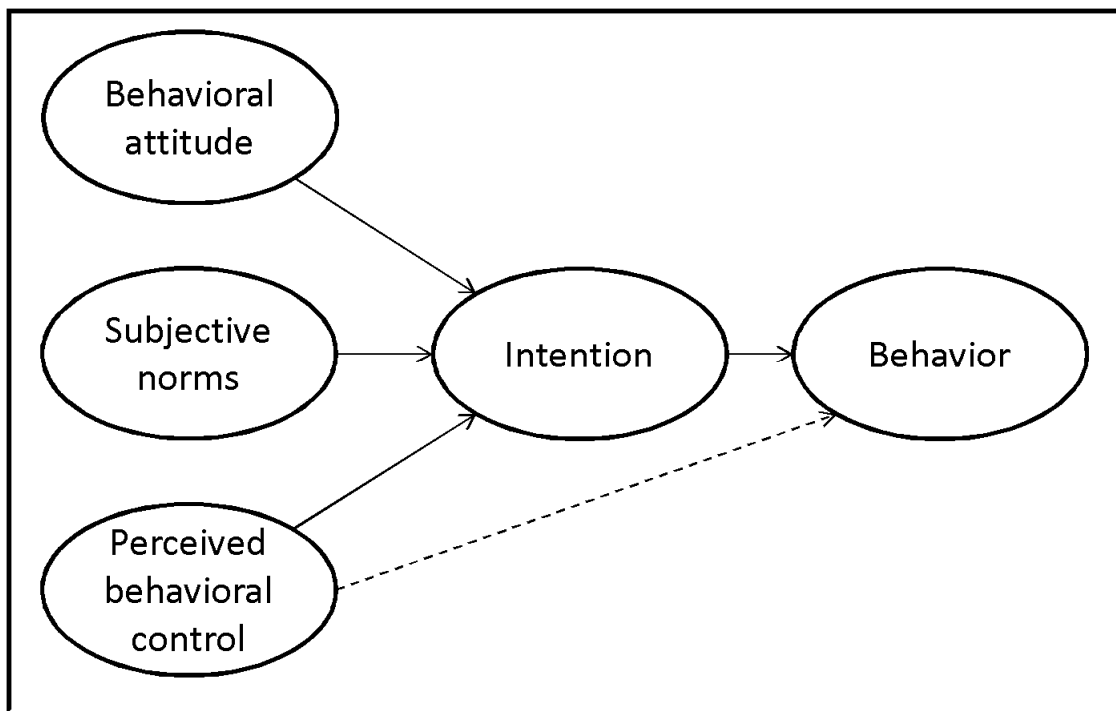 Behavioral
attitude
Subjective
norms
Intention
Behavior
Perceived
behavioral
control